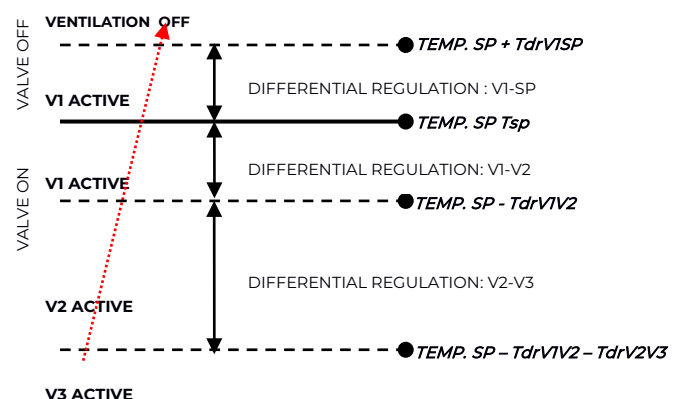 VENTILATION OFF
TEMP. SP + TdrV1SP
VALVE OFF
DIFFERENTIAL REGULATION : V1-SP
V1 ACTIVE
TEMP. SP Tsp
DIFFERENTIAL REGULATION: V1-V2
V1 ACTIVE
VALVE ON
TEMP. SP - TdrV1V2
DIFFERENTIAL REGULATION: V2-V3
V2 ACTIVE
TEMP. SP – TdrV1V2 – TdrV2V3
V3 ACTIVE